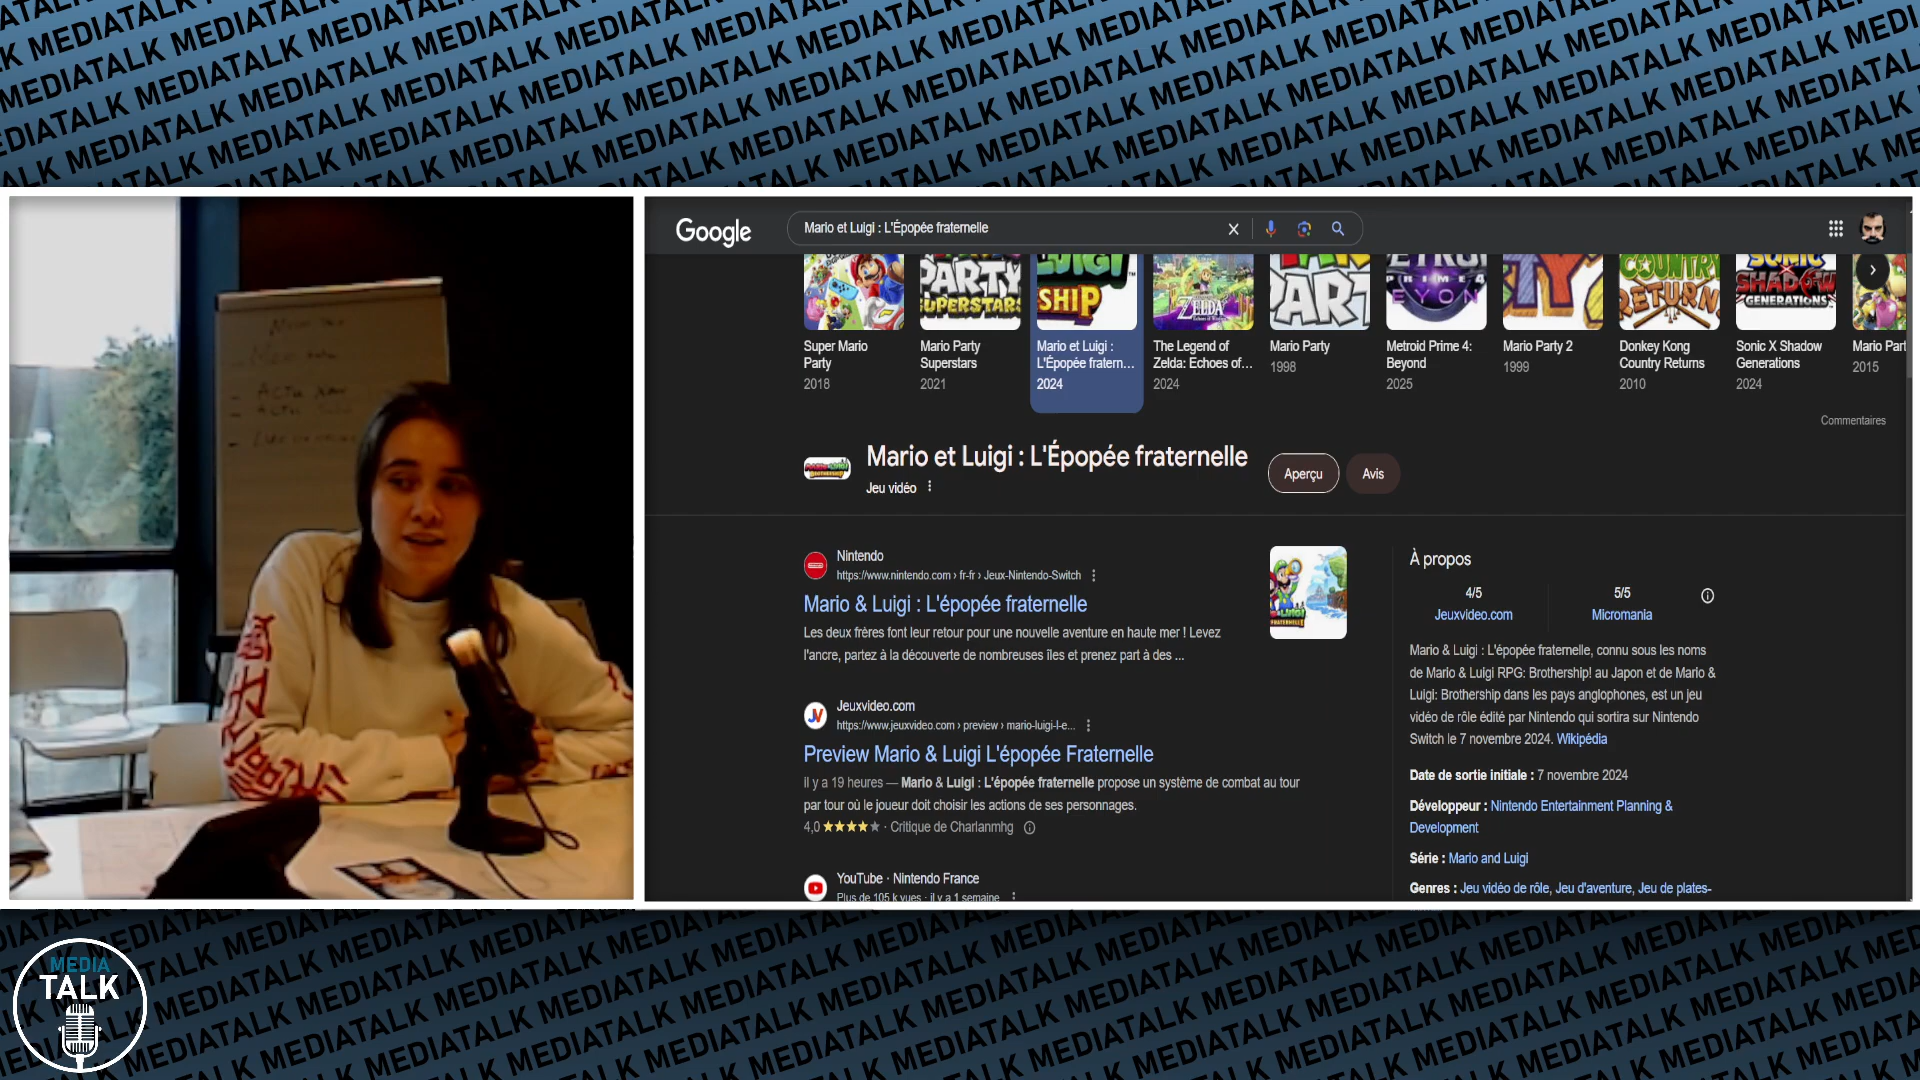 MEDIATALK MEDIATALK MEDIATALK MEDIATALK MEDIATALK
Google
Mario et Luigi : L'Épopée fraternelle
PARTY
SUPERSTARS
SHIP
ZELDA
COUNTRY
RETURNS
SONIC
SHADOW
GENERATIONS
Super Mario
Party
2018
Mario Party
Superstars
2021
Mario et Luigi :
L'Épopée fratern...
2024
The Legend of
Zelda: Echoes of...
2024
Mario Party
1998
Metroid Prime 4:
Beyond
2025
Mario Party 2
1999
Donkey Kong
Country Returns
2010
Sonic X Shadow
Generations
2024
Mario Part
2015
Commentaires
Mario et Luigi : L'Épopée fraternelle
Jeu vidéo
Aperçu
Avis
Nintendo
https://www.nintendo.com › fr-fr › Jeux-Nintendo-Switch
Mario & Luigi : L'épopée fraternelle
Les deux frères font leur retour pour une nouvelle aventure en haute mer ! Levez
l'ancre, partez à la découverte de nombreuses îles et prenez part à des ...
Jeuxvideo.com
https://www.jeuxvideo.com › preview › mario-luigi-l-e...
Preview Mario & Luigi L'épopée Fraternelle
il y a 19 heures — Mario & Luigi : L'épopée fraternelle propose un système de combat au tour
par tour où le joueur doit choisir les actions de ses personnages.
4,0 · Critique de Charlanmhg
YouTube · Nintendo France
Plus de 105 k vues · il y a 1 semaine
À propos
4/5
Jeuxvideo.com
5/5
Micromania
Mario & Luigi : L'épopée fraternelle, connu sous les noms
de Mario & Luigi RPG: Brothership! au Japon et de Mario &
Luigi: Brothership dans les pays anglophones, est un jeu
vidéo de rôle édité par Nintendo qui sortira sur Nintendo
Switch le 7 novembre 2024. Wikipédia
Date de sortie initiale : 7 novembre 2024
Développeur : Nintendo Entertainment Planning &
Development
Série : Mario and Luigi
Genres : Jeu vidéo de rôle, Jeu d'aventure, Jeu de plates-
MEDIA
TALK